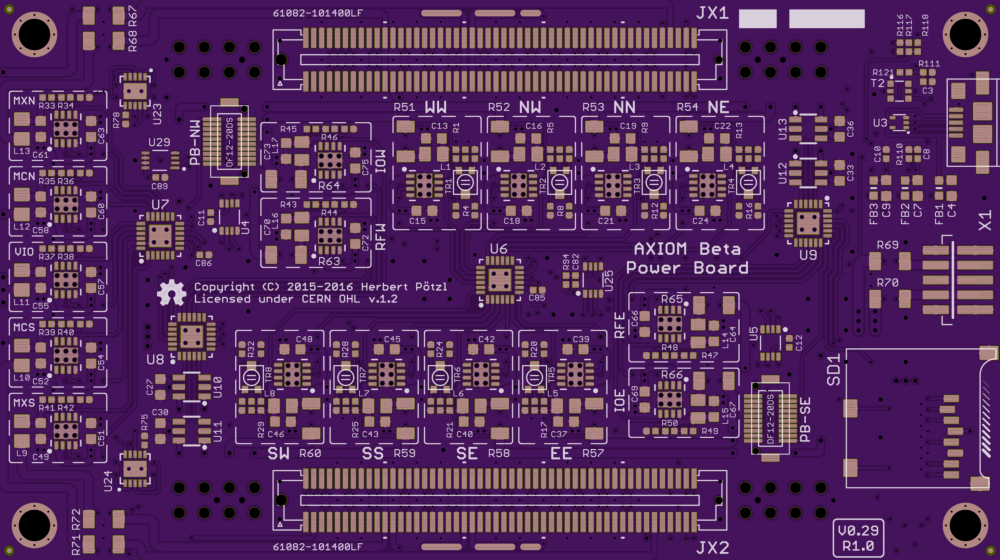 61082-101400LF
JX1
R67
R68
U23
R78
MXN
R33 R34
L13 C61 C63
MCN
R35 R36
L12 C58 C60
VIO
R37 R38
L11 C55 C57
MCS
R39 R40
L10 C52 C54
MXS
R41 R42
L9 C49 C51
U29
C89
PB-NW
DF12-20DS
U7
C11
U4
C86
R45 R46
C73 L17 C75
R64
IOW
R43 R44
C70 L16 C72
R63
RFW
R51 WW
C13 R1
L1
TR1
C15 R4
R52 NW
C16 R5
L2
TR2
C18 R8
R53 NN
C19 R9
L3
TR3
C21 R12
R54 NE
C22 R13
L4
TR4
C24 R16
U13 C36
U12 C33
U9
R118
R117
R116
R121
T2
R111
C3
U3
C10
R110
C8
FB3
C9
FB2
C7
FB1
C4
X1
R69
R70
U6
C85
R94
C82
U25
AXIOM Beta
Power Board
Copyright (C) 2015-2016 Herbert Pötzl
Licensed under CERN OHL v.1.2
U8
C27
U10
C30
U11
R75
U24
R32 C48
TR8
L8
R29 C46
SW R60
R28 C45
TR7
L7
R25 C43
SS R59
R24 C42
TR6
L6
R21 C40
SE R58
R20 C39
TR5
L5
R17 C37
EE R57
RFE
R65
C66 L14 C64
R48 R47
IOE
R66
C69 L15 C67
R50 R49
U5
C12
PB-SE
DF12-20DS
SD1
R72
R71
61082-101400LF
JX2
V0.29
R1.0